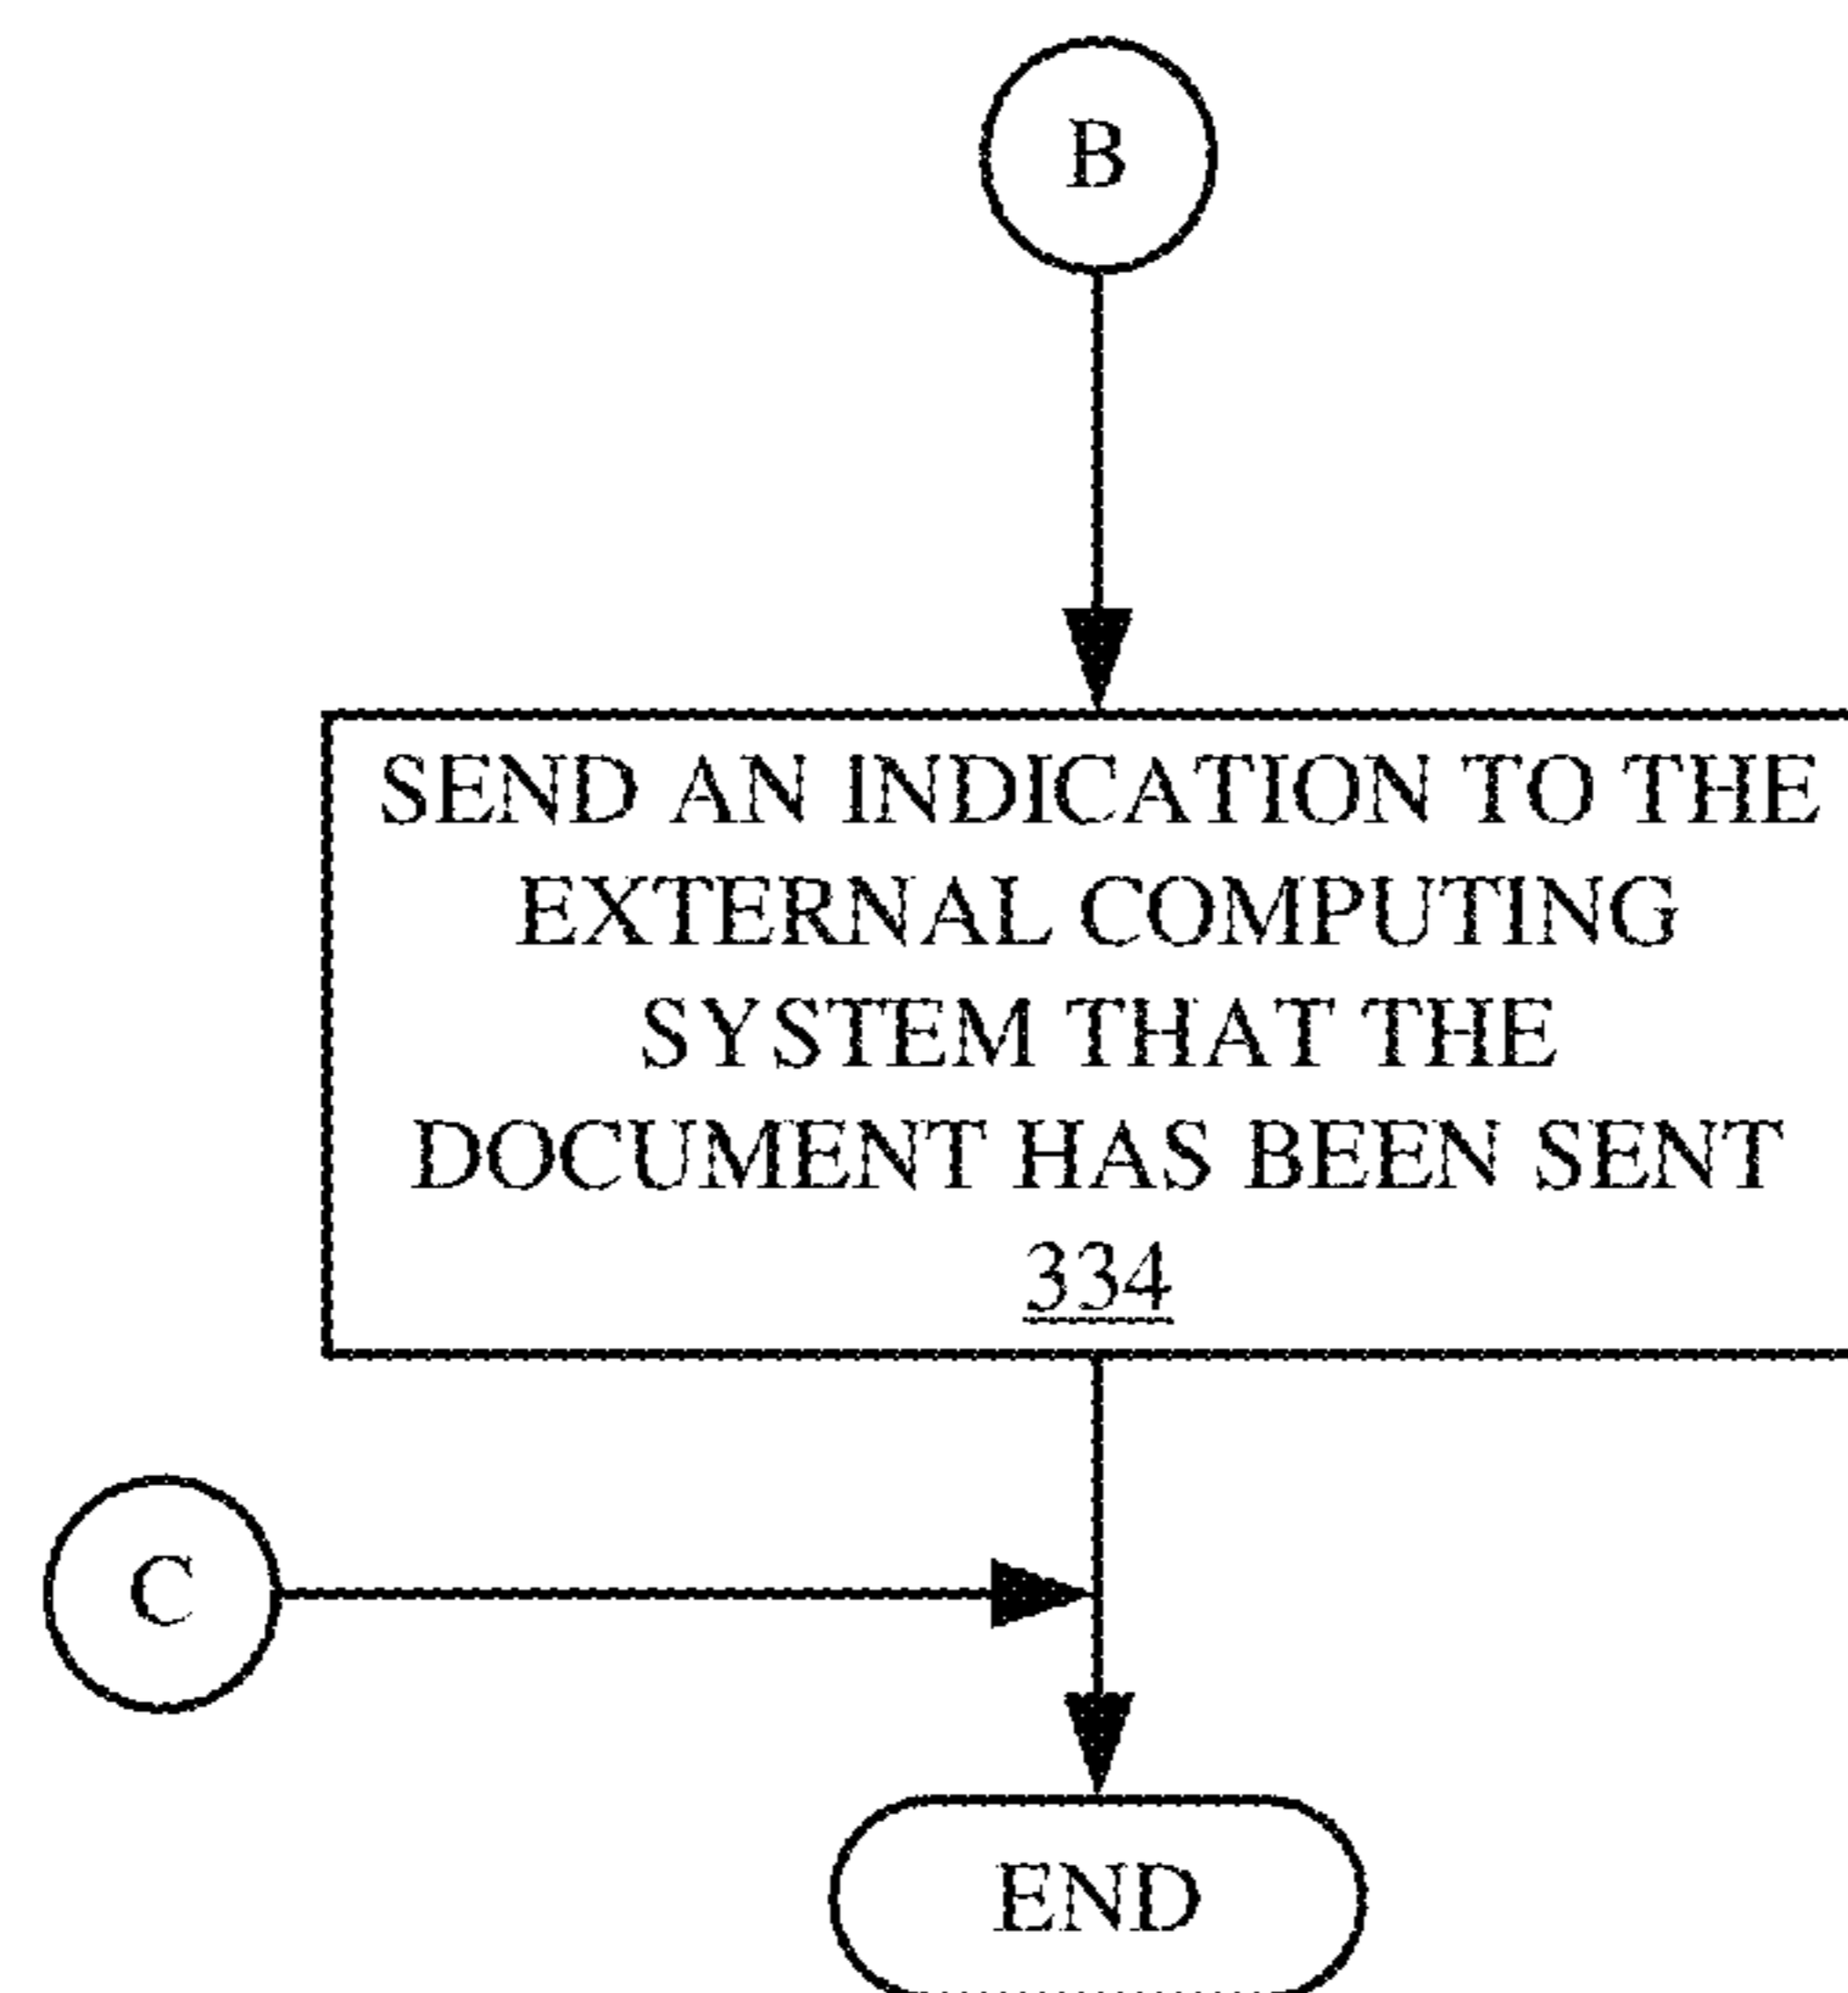 B
SEND AN INDICATION TO THE
EXTERNAL COMPUTING
SYSTEM THAT THE
DOCUMENT HAS BEEN SENT
334
C
END